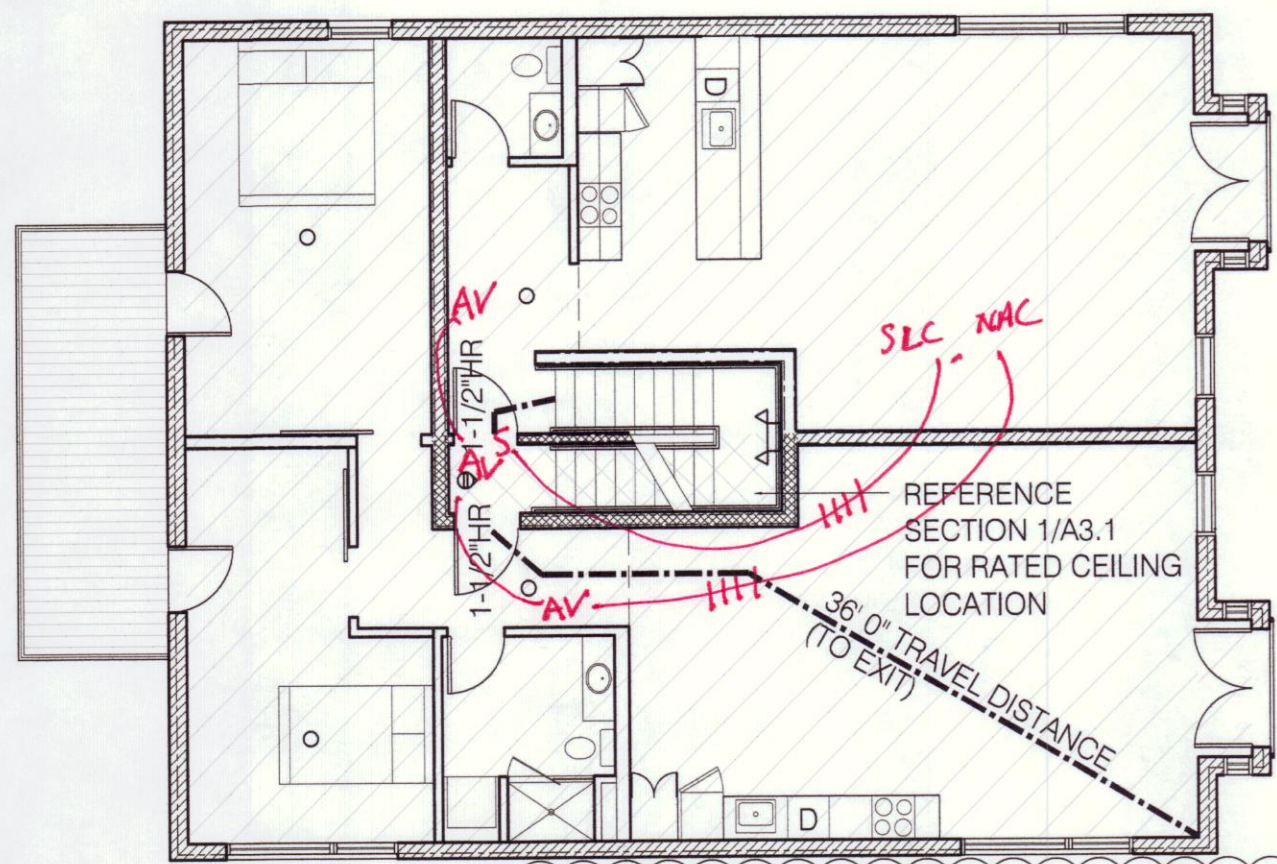 D
AV
SLC - NAC
1-1/2"HR
AV S
REFERENCE
SECTION 1/A3.1
FOR RATED CEILING
LOCATION
1-1/2"HR
AV
36' 0" TRAVEL DISTANCE
(TO EXIT)
D